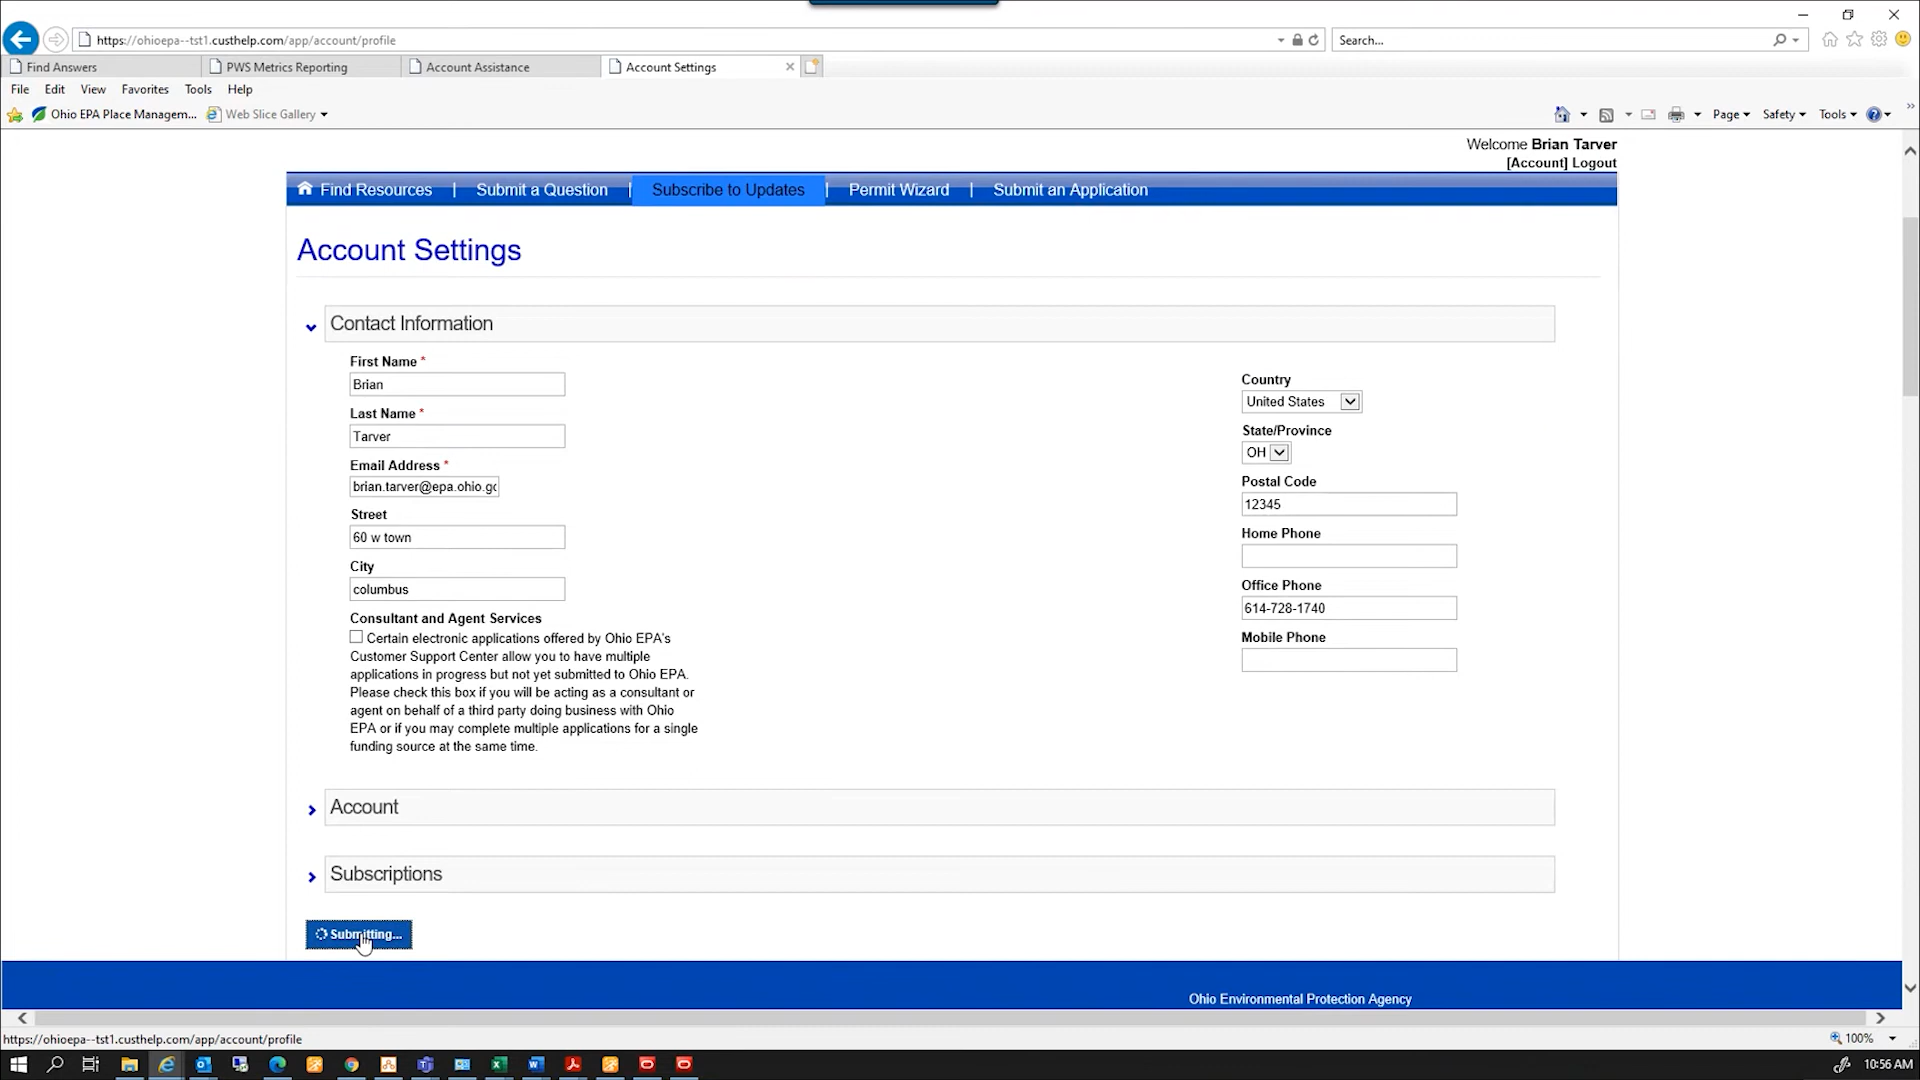 https://ohioepa--tst1.custhelp.com/app/account/profile
Search...
Find Answers
PWS Metrics Reporting
Account Assistance
Account Settings
File Edit View Favorites Tools Help
Ohio EPA Place Managem...
Web Slice Gallery
Page
Safety
Tools
Welcome Brian Tarver
[Account] Logout
Find Resources | Submit a Question | Subscribe to Updates | Permit Wizard | Submit an Application
Account Settings
Contact Information
First Name *
Brian
Last Name *
Tarver
Email Address *
brian.tarver@epa.ohio.gc
Street
60 w town
City
columbus
Consultant and Agent Services
Certain electronic applications offered by Ohio EPA's
Customer Support Center allow you to have multiple
applications in progress but not yet submitted to Ohio EPA.
Please check this box if you will be acting as a consultant or
agent on behalf of a third party doing business with Ohio
EPA or if you may complete multiple applications for a single
funding source at the same time.
Country
United States
State/Province
OH
Postal Code
12345
Home Phone
Office Phone
614-728-1740
Mobile Phone
Account
Subscriptions
Submitting...
Ohio Environmental Protection Agency
https://ohioepa--tst1.custhelp.com/app/account/profile
100%
10:56 AM